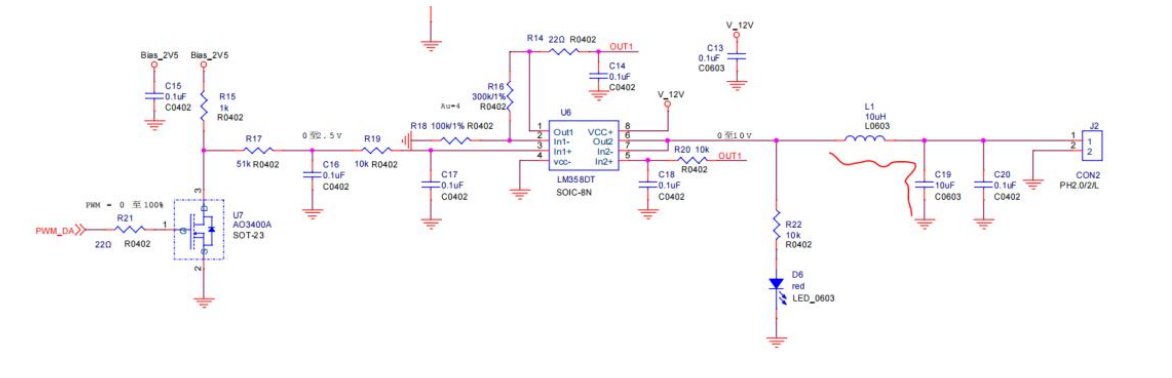 V_12V
R14 22Ω R0402
OUT1
C13
0.1uF
C0603
Bias_2V5
Bias_2V5
C14
0.1uF
C0402
C15
0.1uF
C0402
R15
1k
R0402
R16
300k/1%
R0402
Au=4
U6
V_12V
L1
10uH
L0603
R18 100k/1% R0402
1 Out1 VCC+ 8
2 In1- Out2 6
3 In1+ In2- 7
4 vcc- In2+ 5
LM358DT
SOIC-8N
R17
51k R0402
0至2.5V
R19
10k R0402
0至10V
J2
1 1
2 2
CON2
PH2.0/2/L
R20 10k
R0402
OUT1
C16
0.1uF
C0402
C17
0.1uF
C0402
C18
0.1uF
C0402
C19
10uF
C0603
C20
0.1uF
C0402
PWM = 0 至100%
R21
PWM_DA
22Ω R0402
3
D
1
G
S
2
U7
AO3400A
SOT-23
R22
10k
R0402
D6
red
LED_0603